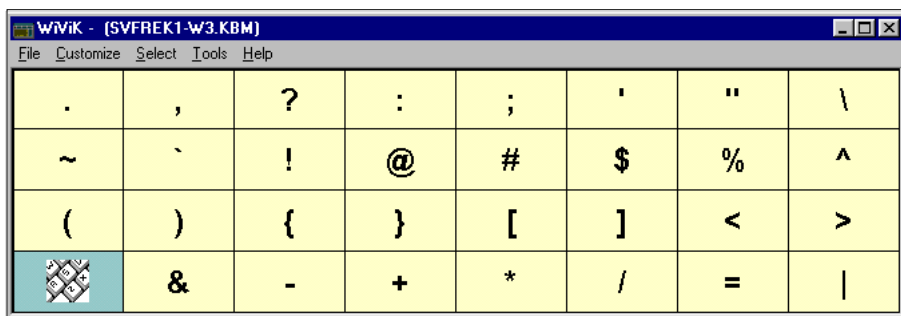 WiViK - (SVFREK1-W3.KBM)
File Customize Select Tools Help
. , ? : ; ' " \
~ ` ! @ # $ % ^
( ) { } [ ] < >
& - + * / = |